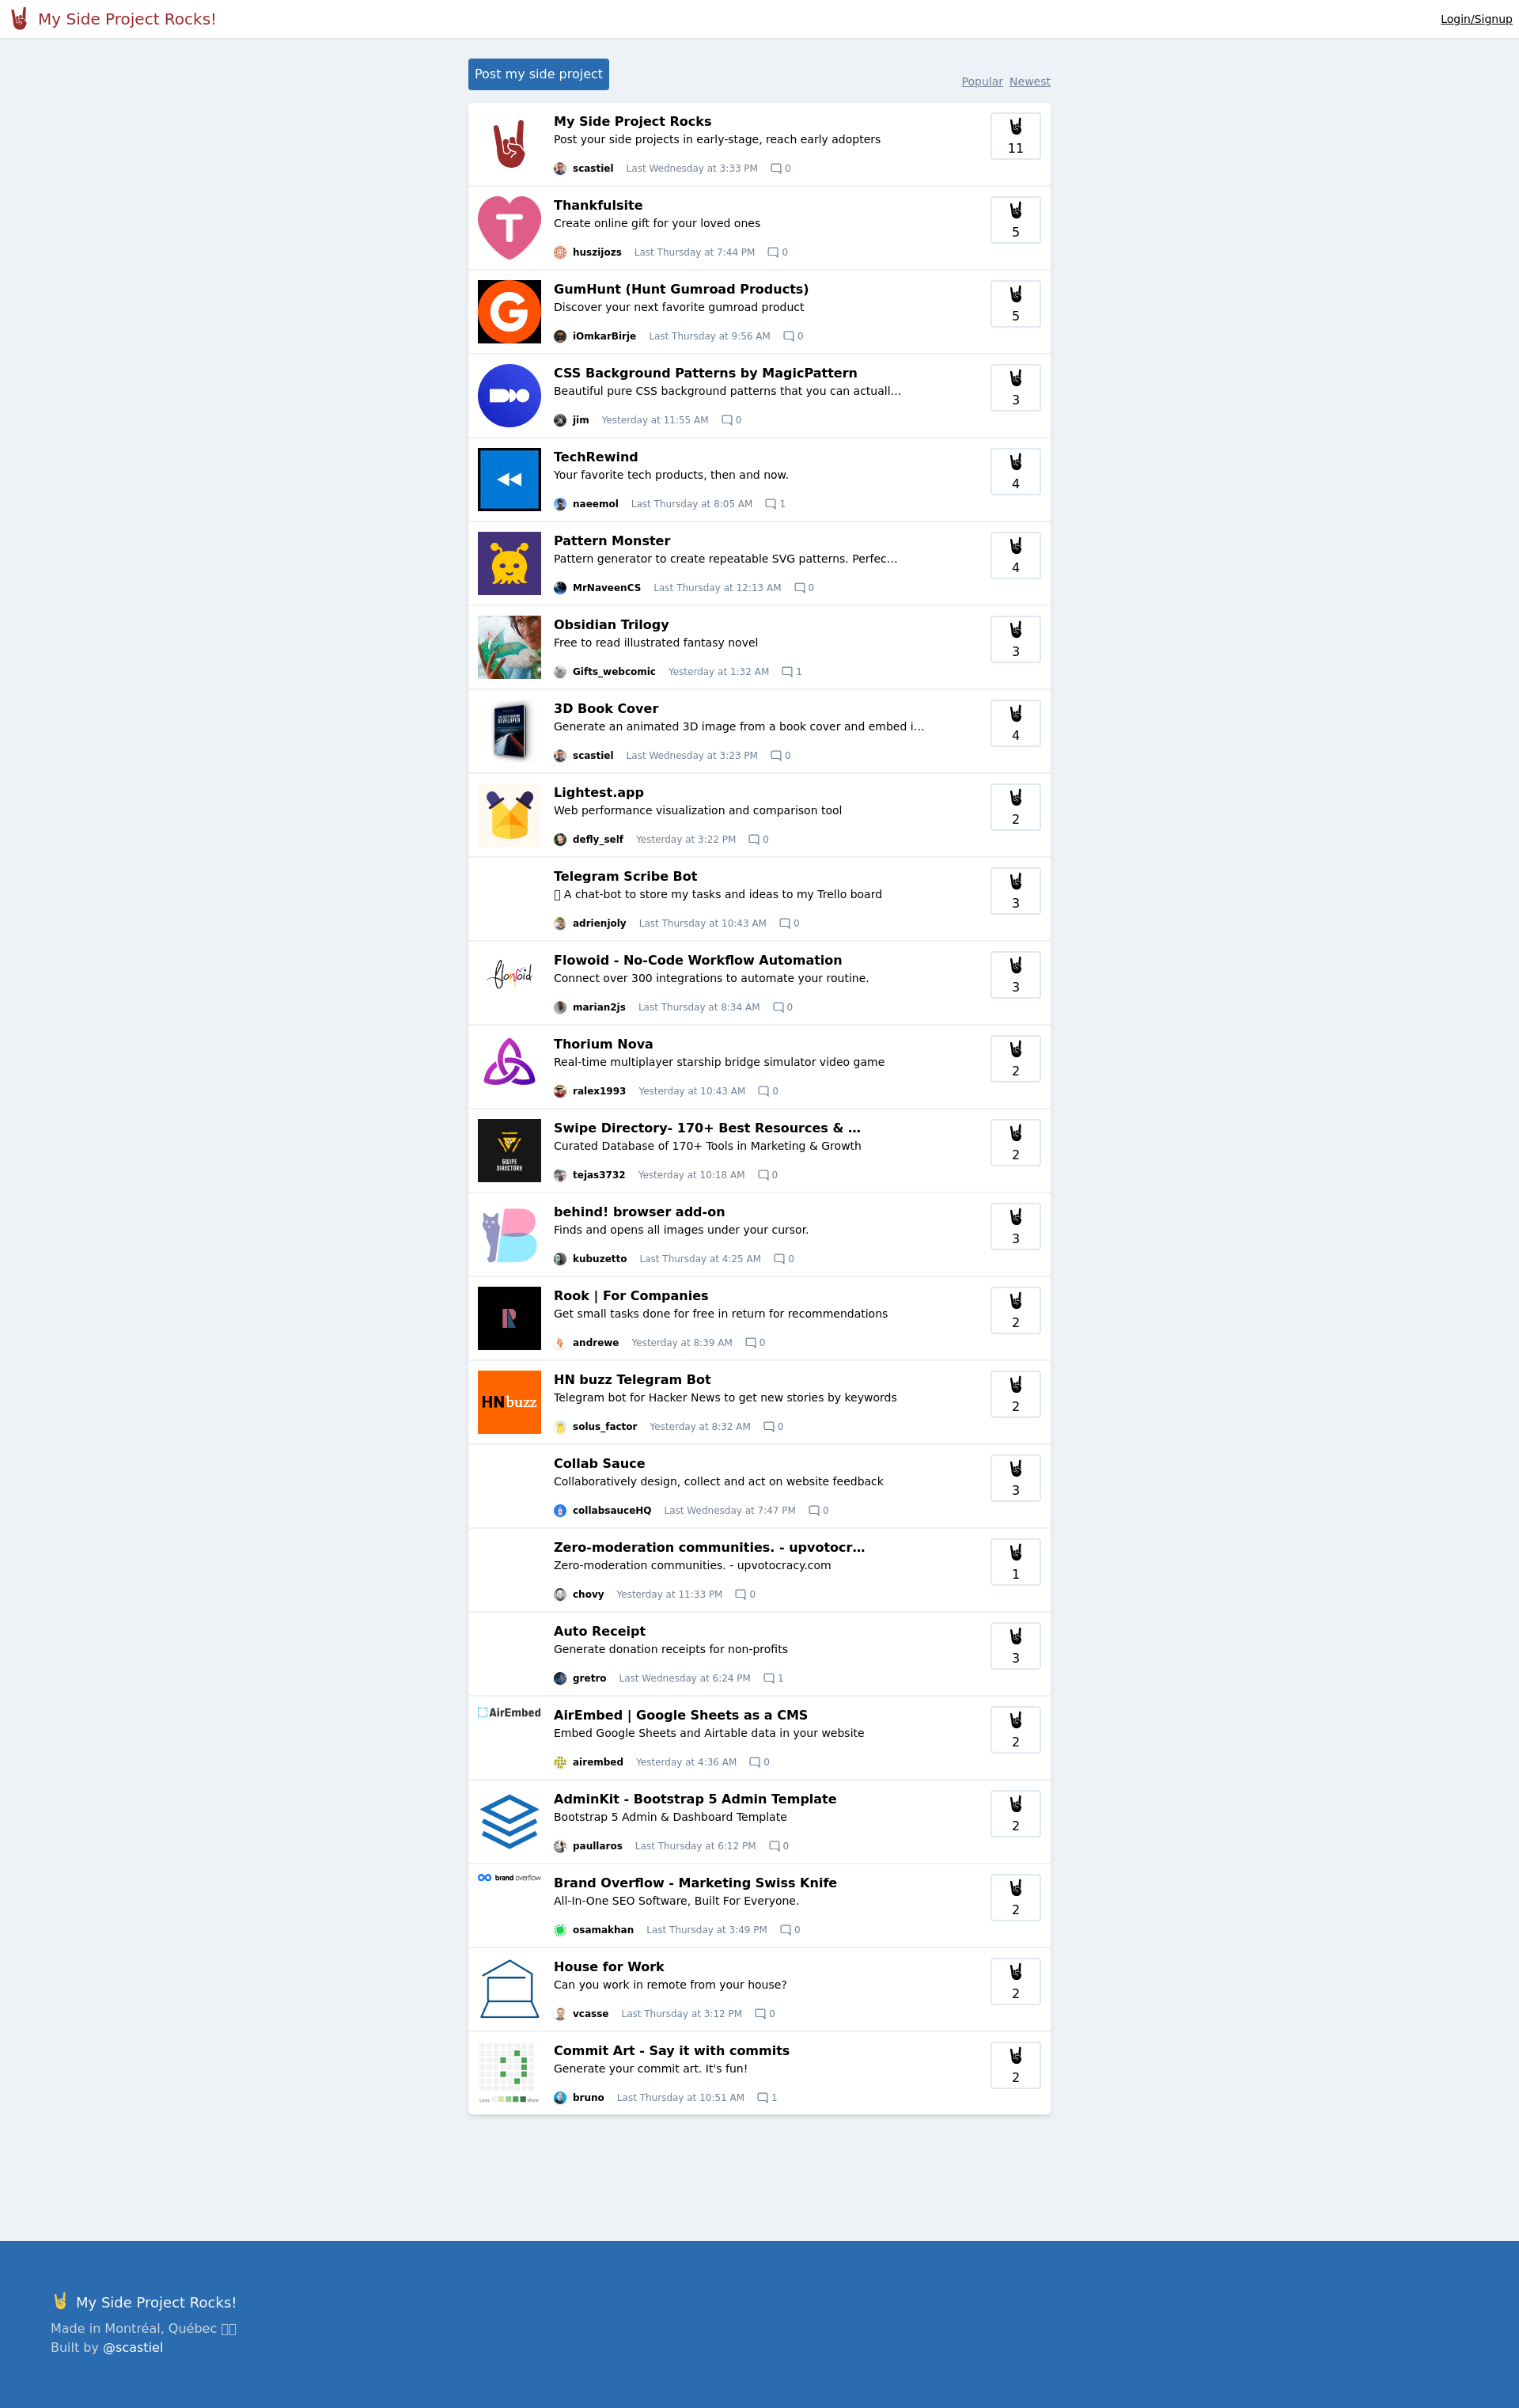 My Side Project Rocks!
Login/Signup
Post my side project
Popular Newest
My Side Project Rocks
Post your side projects in early-stage, reach early adopters
scastiel Last Wednesday at 3:33 PM 0
11
T
Thankfulsite
Create online gift for your loved ones
huszijozs Last Thursday at 7:44 PM 0
5
G
GumHunt (Hunt Gumroad Products)
Discover your next favorite gumroad product
iOmkarBirje Last Thursday at 9:56 AM 0
5
CSS Background Patterns by MagicPattern
Beautiful pure CSS background patterns that you can actuall…
jim Yesterday at 11:55 AM 0
3
TechRewind
Your favorite tech products, then and now.
naeemol Last Thursday at 8:05 AM 1
4
Pattern Monster
Pattern generator to create repeatable SVG patterns. Perfec…
MrNaveenCS Last Thursday at 12:13 AM 0
4
Obsidian Trilogy
Free to read illustrated fantasy novel
Gifts_webcomic Yesterday at 1:32 AM 1
3
3D Book Cover
Generate an animated 3D image from a book cover and embed i…
scastiel Last Wednesday at 3:23 PM 0
4
Lightest.app
Web performance visualization and comparison tool
defly_self Yesterday at 3:22 PM 0
2
Telegram Scribe Bot
A chat-bot to store my tasks and ideas to my Trello board
adrienjoly Last Thursday at 10:43 AM 0
3
flowoid
Flowoid - No-Code Workflow Automation
Connect over 300 integrations to automate your routine.
marian2js Last Thursday at 8:34 AM 0
3
Thorium Nova
Real-time multiplayer starship bridge simulator video game
ralex1993 Yesterday at 10:43 AM 0
2
SWIPE
DIRECTORY
Swipe Directory- 170+ Best Resources & …
Curated Database of 170+ Tools in Marketing & Growth
tejas3732 Yesterday at 10:18 AM 0
2
B
behind! browser add-on
Finds and opens all images under your cursor.
kubuzetto Last Thursday at 4:25 AM 0
3
R
Rook | For Companies
Get small tasks done for free in return for recommendations
andrewe Yesterday at 8:39 AM 0
2
HN buzz
HN buzz Telegram Bot
Telegram bot for Hacker News to get new stories by keywords
solus_factor Yesterday at 8:32 AM 0
2
Collab Sauce
Collaboratively design, collect and act on website feedback
collabsauceHQ Last Wednesday at 7:47 PM 0
3
Zero-moderation communities. - upvotocr…
Zero-moderation communities. - upvotocracy.com
chovy Yesterday at 11:33 PM 0
1
Auto Receipt
Generate donation receipts for non-profits
gretro Last Wednesday at 6:24 PM 1
3
AirEmbed
AirEmbed | Google Sheets as a CMS
Embed Google Sheets and Airtable data in your website
airembed Yesterday at 4:36 AM 0
2
AdminKit - Bootstrap 5 Admin Template
Bootstrap 5 Admin & Dashboard Template
paullaros Last Thursday at 6:12 PM 0
2
brand overflow
Brand Overflow - Marketing Swiss Knife
All-In-One SEO Software, Built For Everyone.
osamakhan Last Thursday at 3:49 PM 0
2
House for Work
Can you work in remote from your house?
vcasse Last Thursday at 3:12 PM 0
2
Less More
Commit Art - Say it with commits
Generate your commit art. It's fun!
bruno Last Thursday at 10:51 AM 1
2
My Side Project Rocks!
Made in Montréal, Québec
Built by @scastiel